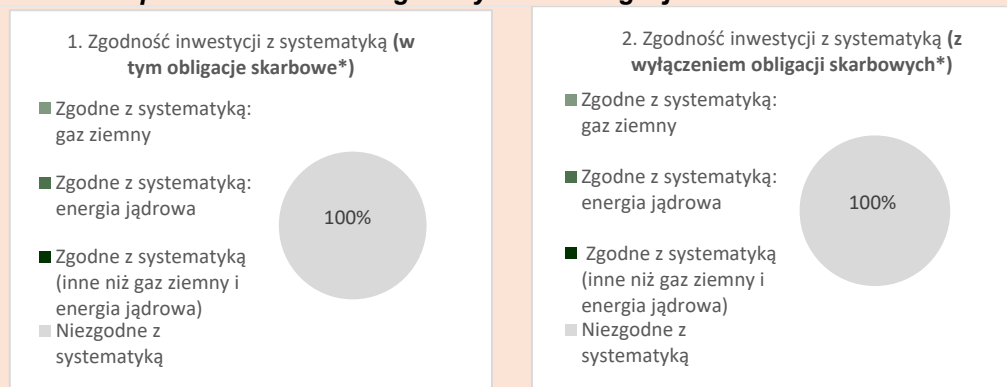 1. Zgodność inwestycji z systematyką (w
tym obligacje skarbowe*)
Zgodne z systematyką:
gaz ziemny
Zgodne z systematyką:
energia jądrowa
Zgodne z systematyką
(inne niż gaz ziemny i
energia jądrowa)
Niezgodne z
systematyką
100%
2. Zgodność inwestycji z systematyką (z
wyłączeniem obligacji skarbowych*)
Zgodne z systematyką:
gaz ziemny
Zgodne z systematyką:
energia jądrowa
Zgodne z systematyką
(inne niż gaz ziemny i
energia jądrowa)
Niezgodne z
systematyką
100%